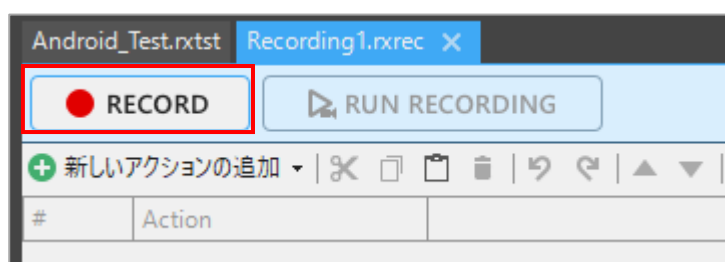 Android_Test.rxtst Recording1.rxrec
RECORD RUN RECORDING
新しいアクションの追加
# Action